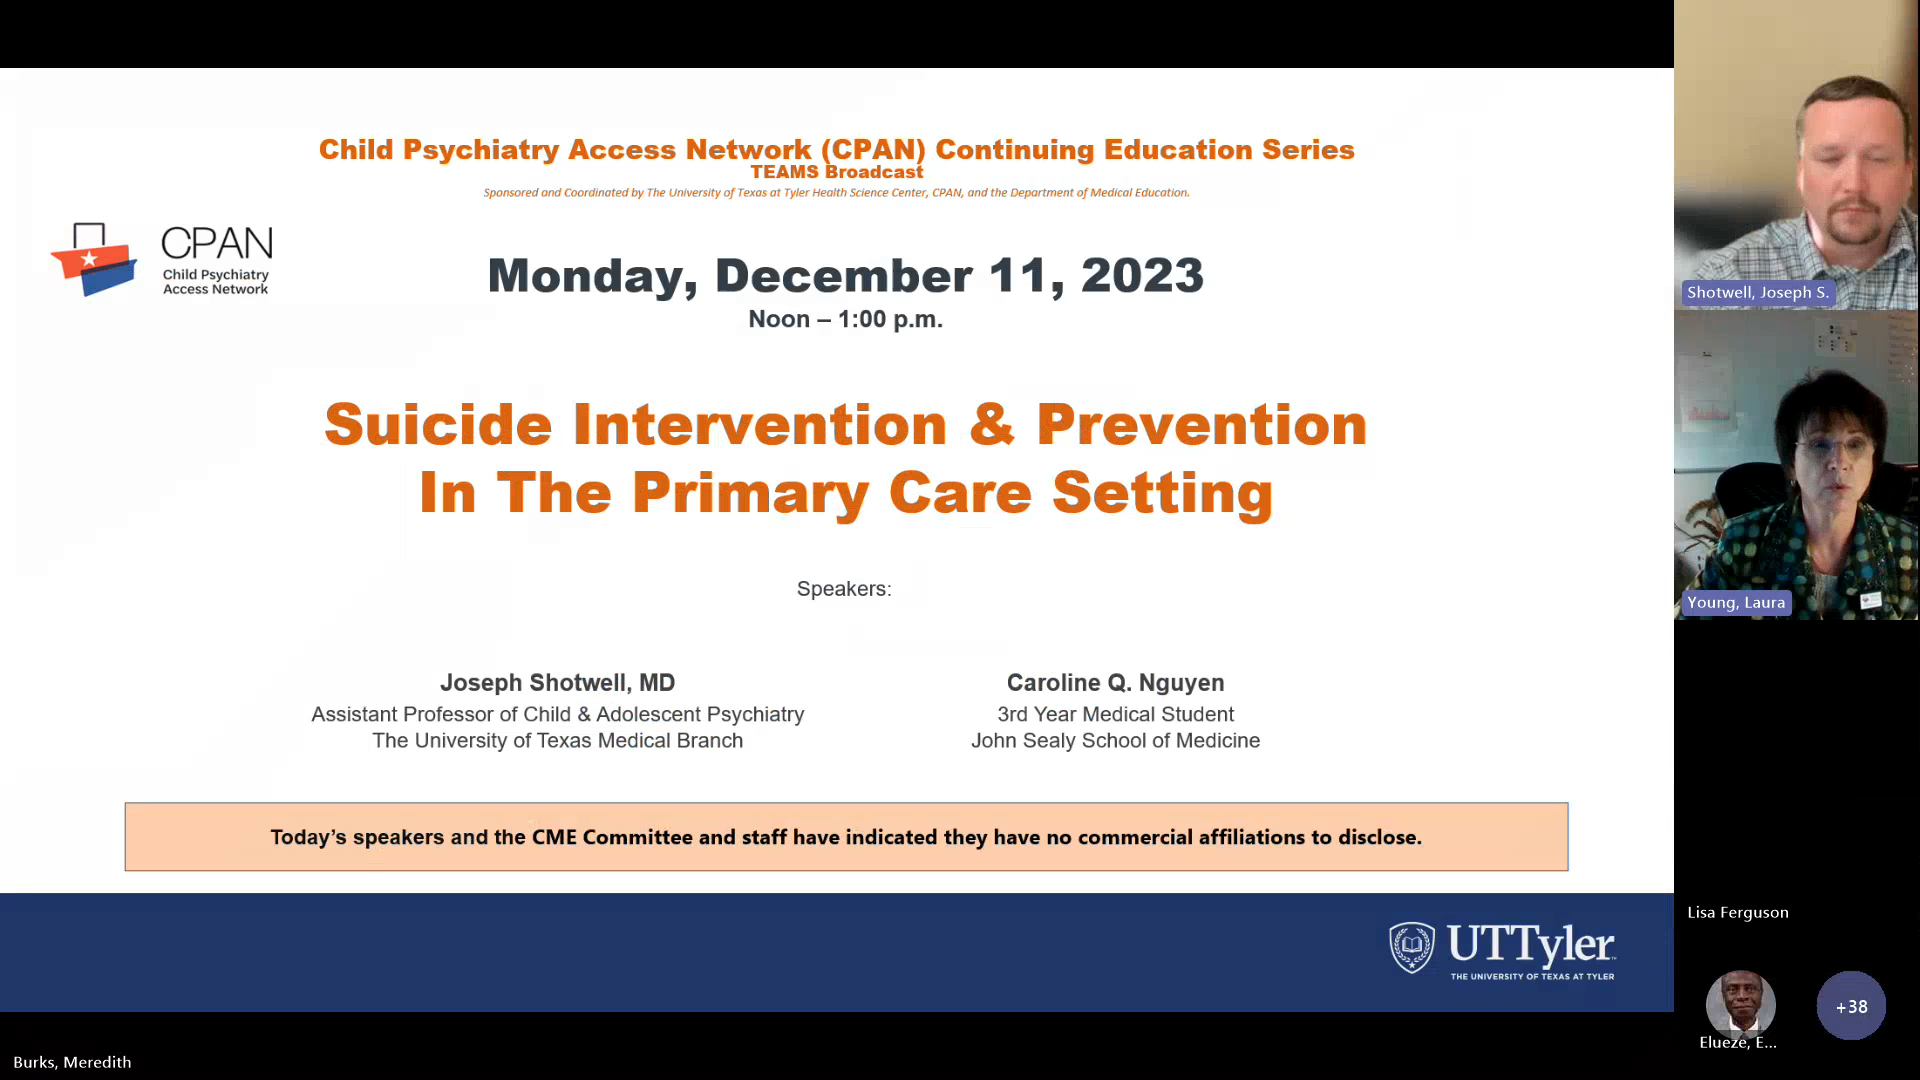 Child Psychiatry Access Network (CPAN) Continuing Education Series
TEAMS Broadcast
Sponsored and Coordinated by The University of Texas at Tyler Health Science Center, CPAN, and the Department of Medical Education.
CPAN
Child Psychiatry
Access Network
Monday, December 11, 2023
Noon – 1:00 p.m.
Suicide Intervention & Prevention
In The Primary Care Setting
Speakers:
Joseph Shotwell, MD
Assistant Professor of Child & Adolescent Psychiatry
The University of Texas Medical Branch
Caroline Q. Nguyen
3rd Year Medical Student
John Sealy School of Medicine
Today's speakers and the CME Committee and staff have indicated they have no commercial affiliations to disclose.
UTTyler
THE UNIVERSITY OF TEXAS AT TYLER
Burks, Meredith
Shotwell, Joseph S.
Young, Laura
Lisa Ferguson
Elueze, E...
+38